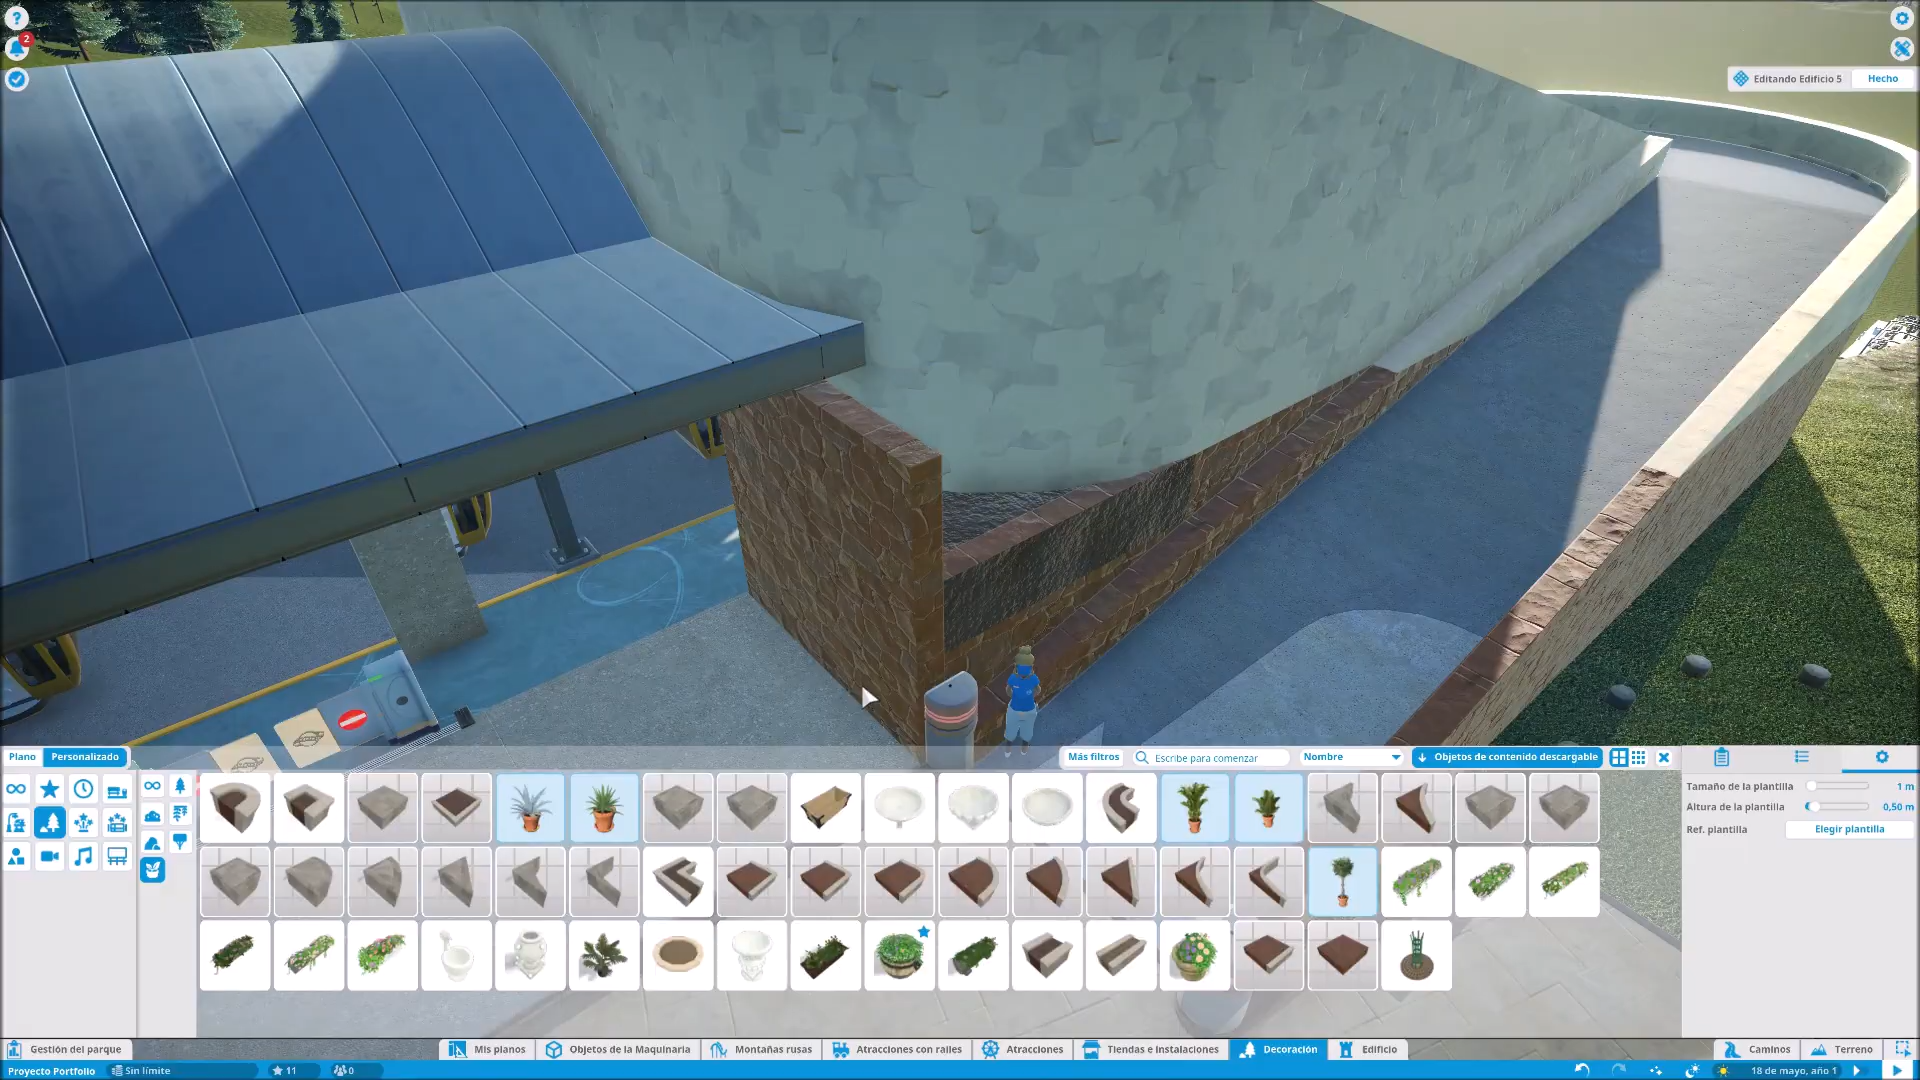 ?
2
Editando Edificio 5
Hecho
Plano
Personalizado
Más filtros
Escribe para comenzar
Nombre
Objetos de contenido descargable
Tamaño de la plantilla
1 m
Altura de la plantilla
0,50 m
Ref. plantilla
Elegir plantilla
Gestión del parque
Mis planos
Objetos de la Maquinaria
Montañas rusas
Atracciones con raíles
Atracciones
Tiendas e instalaciones
Decoración
Edificio
Caminos
Terreno
Proyecto Portfolio
Sin límite
11
0
18 de mayo, año 1